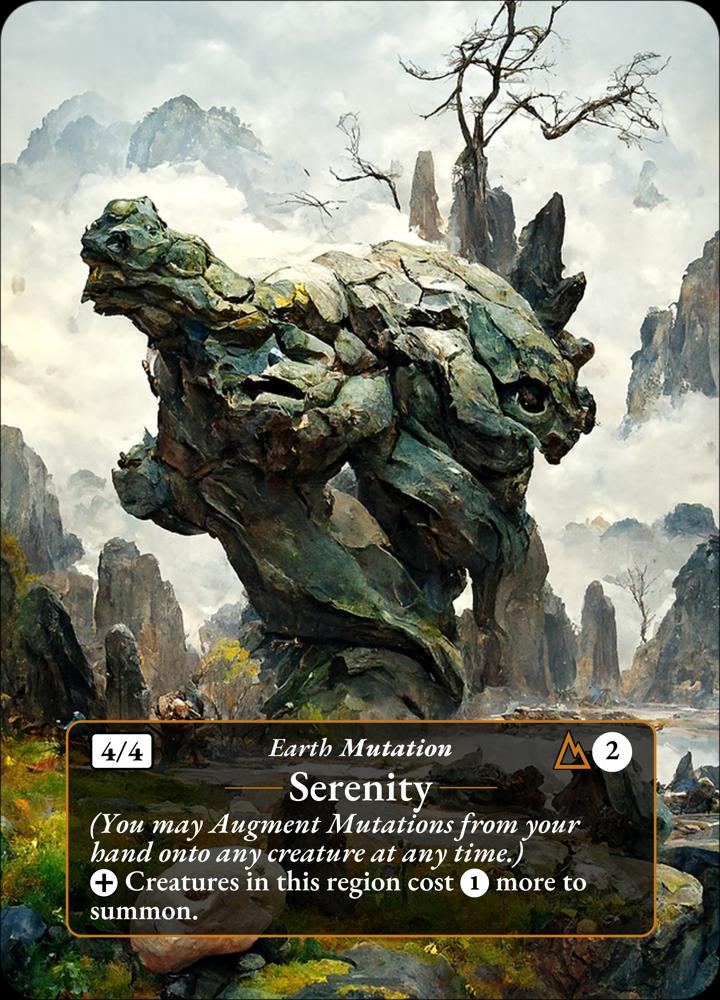 4/4 Earth Mutation 2
Serenity
(You may Augment Mutations from your
hand onto any creature at any time.)
Creatures in this region cost 1 more to
summon.